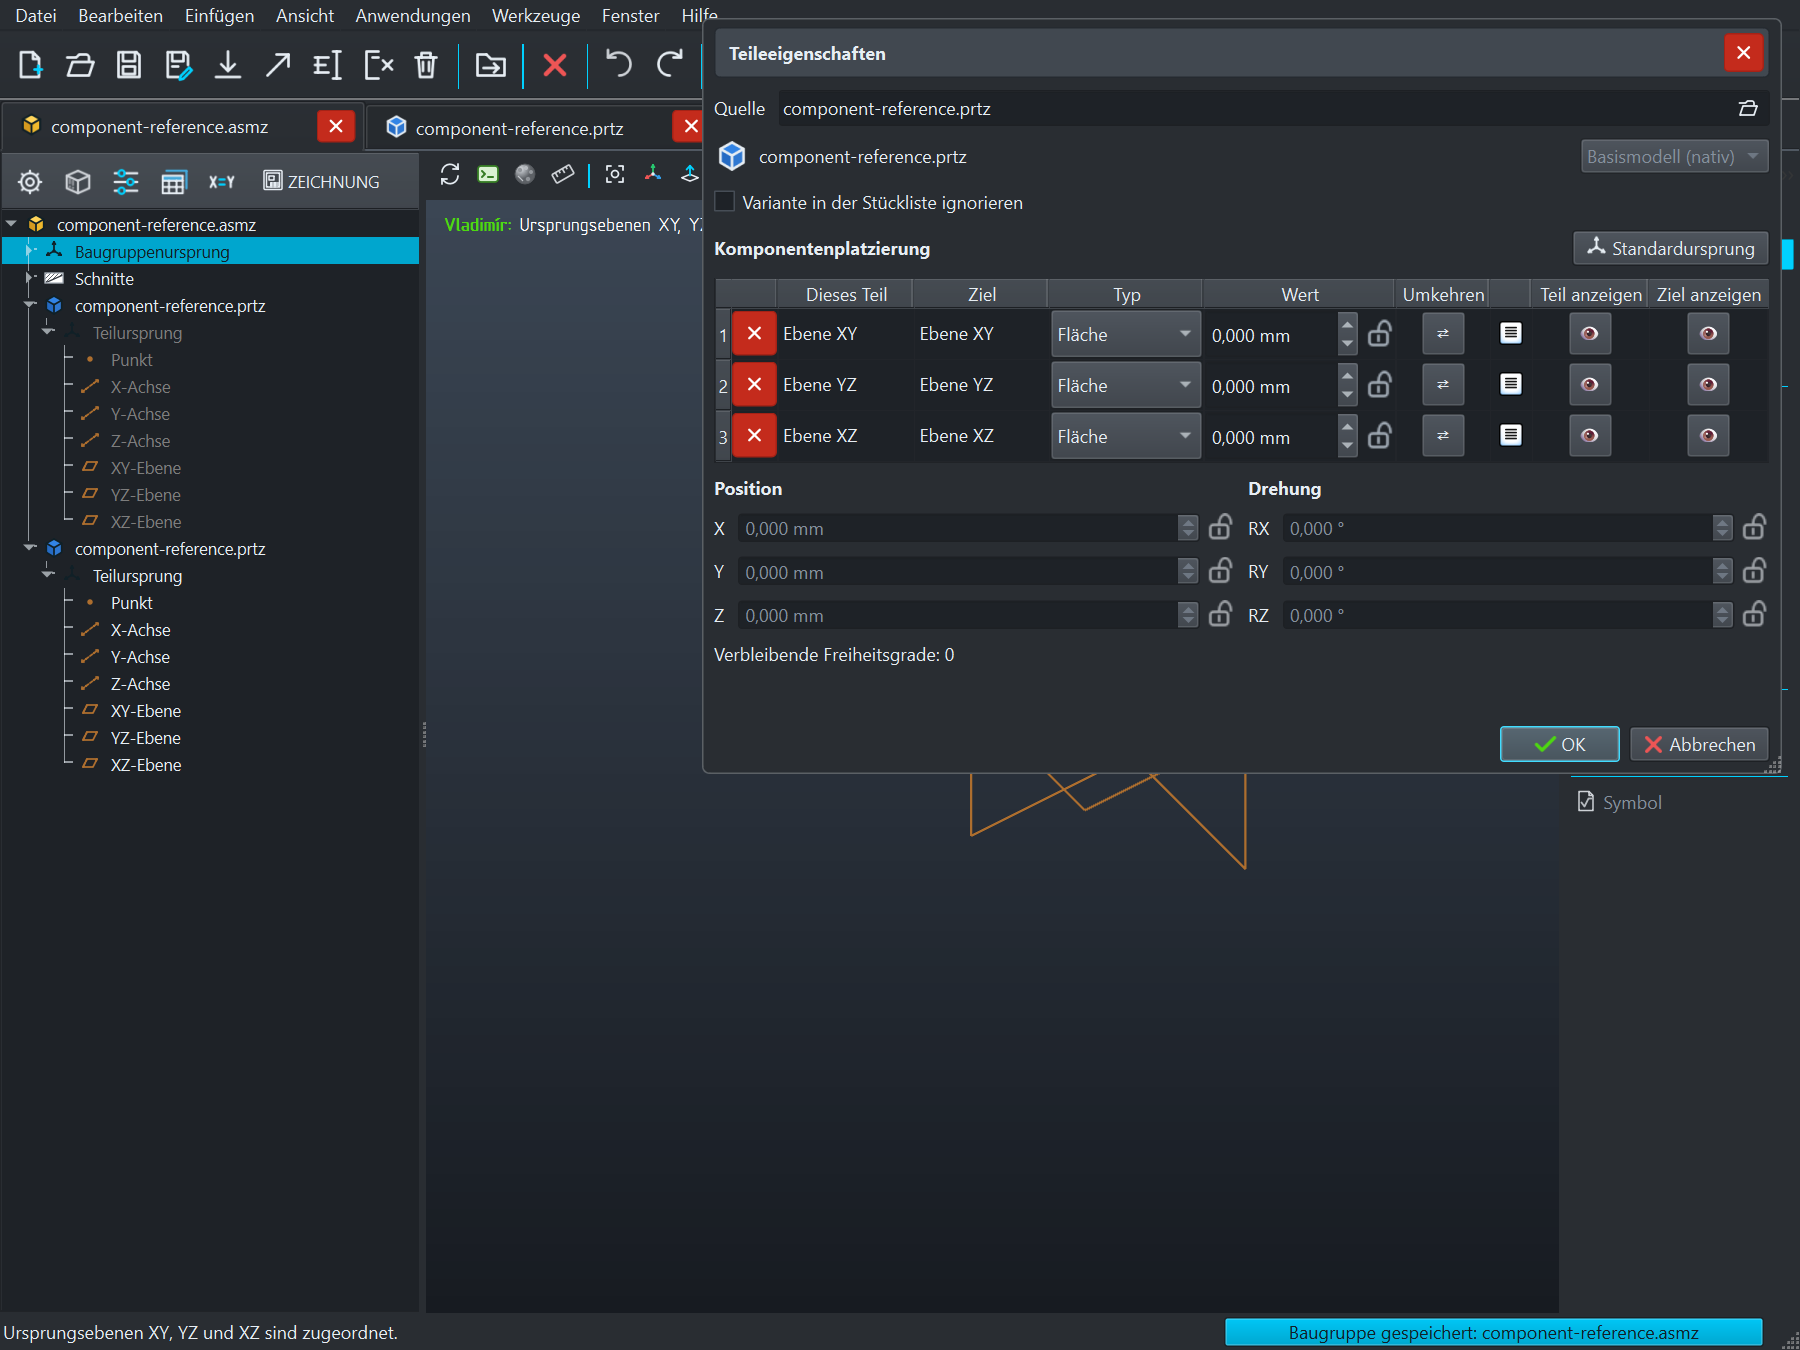 Datei Bearbeiten Einfügen Ansicht Anwendungen Werkzeuge Fenster Hilfe
Teileeigenschaften
component-reference.asmz component-reference.prtz
Quelle component-reference.prtz
component-reference.prtz Basismodell (nativ)
X=Y ZEICHNUNG
Variante in der Stückliste ignorieren
Vladimír: Ursprungsebenen XY, YZ
Komponentenplatzierung Standardursprung
Dieses Teil Ziel Typ Wert Umkehren Teil anzeigen Ziel anzeigen
1 Ebene XY Ebene XY Fläche 0,000 mm
2 Ebene YZ Ebene YZ Fläche 0,000 mm
3 Ebene XZ Ebene XZ Fläche 0,000 mm
Position Drehung
X 0,000 mm RX 0,000 °
Y 0,000 mm RY 0,000 °
Z 0,000 mm RZ 0,000 °
Verbleibende Freiheitsgrade: 0
OK Abbrechen
component-reference.asmz
Baugruppenursprung
Schnitte
component-reference.prtz
Teilursprung
Punkt
X-Achse
Y-Achse
Z-Achse
XY-Ebene
YZ-Ebene
XZ-Ebene
component-reference.prtz
Teilursprung
Punkt
X-Achse
Y-Achse
Z-Achse
XY-Ebene
YZ-Ebene
XZ-Ebene
Symbol
Ursprungsebenen XY, YZ und XZ sind zugeordnet.
Baugruppe gespeichert: component-reference.asmz